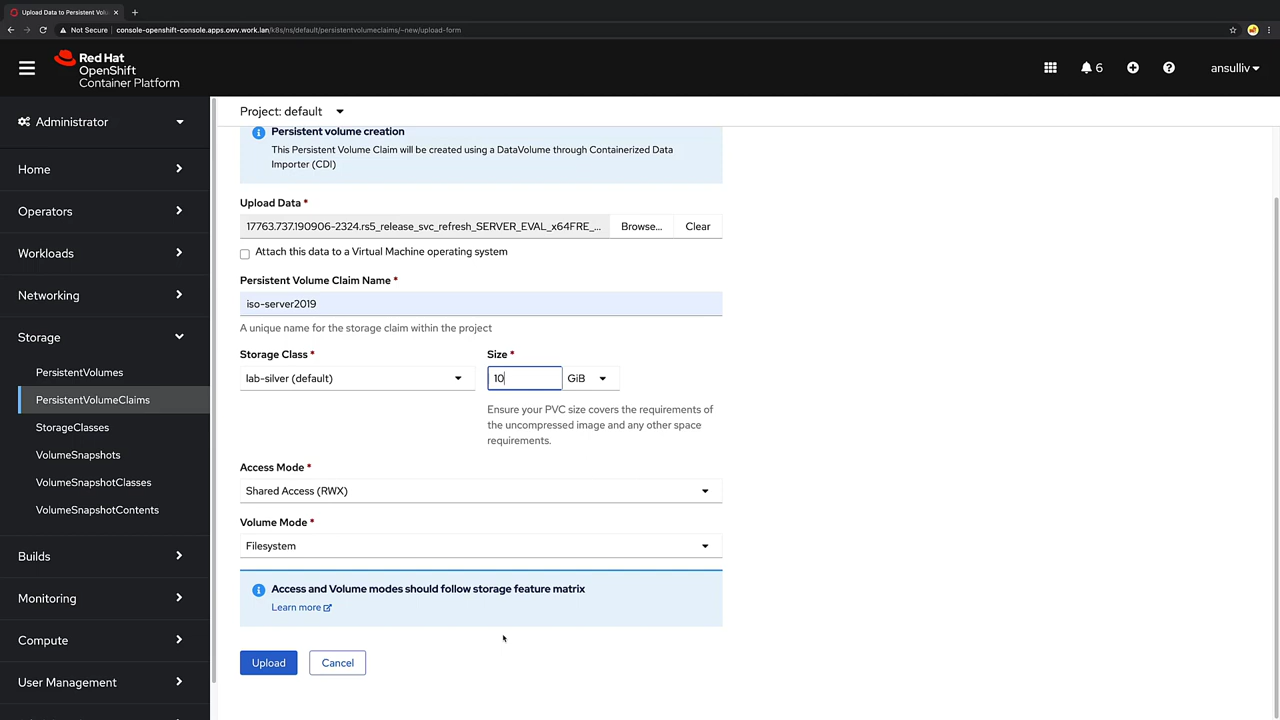 Upload Data to Persistent Volu
Not Secure
console-openshift-console.apps.owv.work.lan/k8s/ns/default/persistentvolumeclaims/~new/upload-form
Red Hat
OpenShift
Container Platform
6
ansulliv
Administrator
Home
Operators
Workloads
Networking
Storage
PersistentVolumes
PersistentVolumeClaims
StorageClasses
VolumeSnapshots
VolumeSnapshotClasses
VolumeSnapshotContents
Builds
Monitoring
Compute
User Management
Project: default
Persistent volume creation
This Persistent Volume Claim will be created using a DataVolume through Containerized Data
Importer (CDI)
Upload Data *
17763.737.190906-2324.rs5_release_svc_refresh_SERVER_EVAL_x64FRE_...
Browse...
Clear
Attach this data to a Virtual Machine operating system
Persistent Volume Claim Name *
iso-server2019
A unique name for the storage claim within the project
Storage Class *
Size *
lab-silver (default)
10
GiB
Ensure your PVC size covers the requirements of
the uncompressed image and any other space
requirements.
Access Mode *
Shared Access (RWX)
Volume Mode *
Filesystem
Access and Volume modes should follow storage feature matrix
Learn more
Upload
Cancel